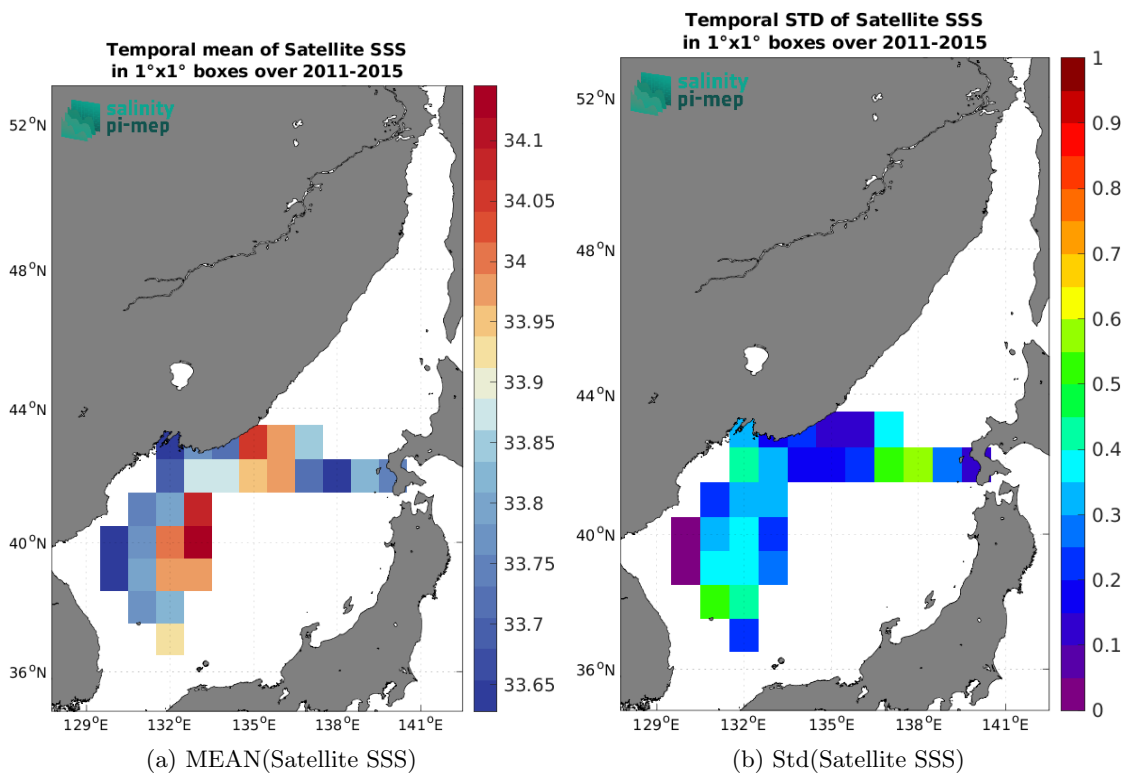 Temporal mean of Satellite SSS
in 1°x1° boxes over 2011-2015
salinity
pi-mep
52°N
48°N
44°N
40°N
36°N
129°E
132°E
135°E
138°E
141°E
34.1
34.05
34
33.95
33.9
33.85
33.8
33.75
33.7
33.65
(a) MEAN(Satellite SSS)
Temporal STD of Satellite SSS
in 1°x1° boxes over 2011-2015
salinity
pi-mep
52°N
48°N
44°N
40°N
36°N
129°E
132°E
135°E
138°E
141°E
1
0.9
0.8
0.7
0.6
0.5
0.4
0.3
0.2
0.1
0
(b) Std(Satellite SSS)